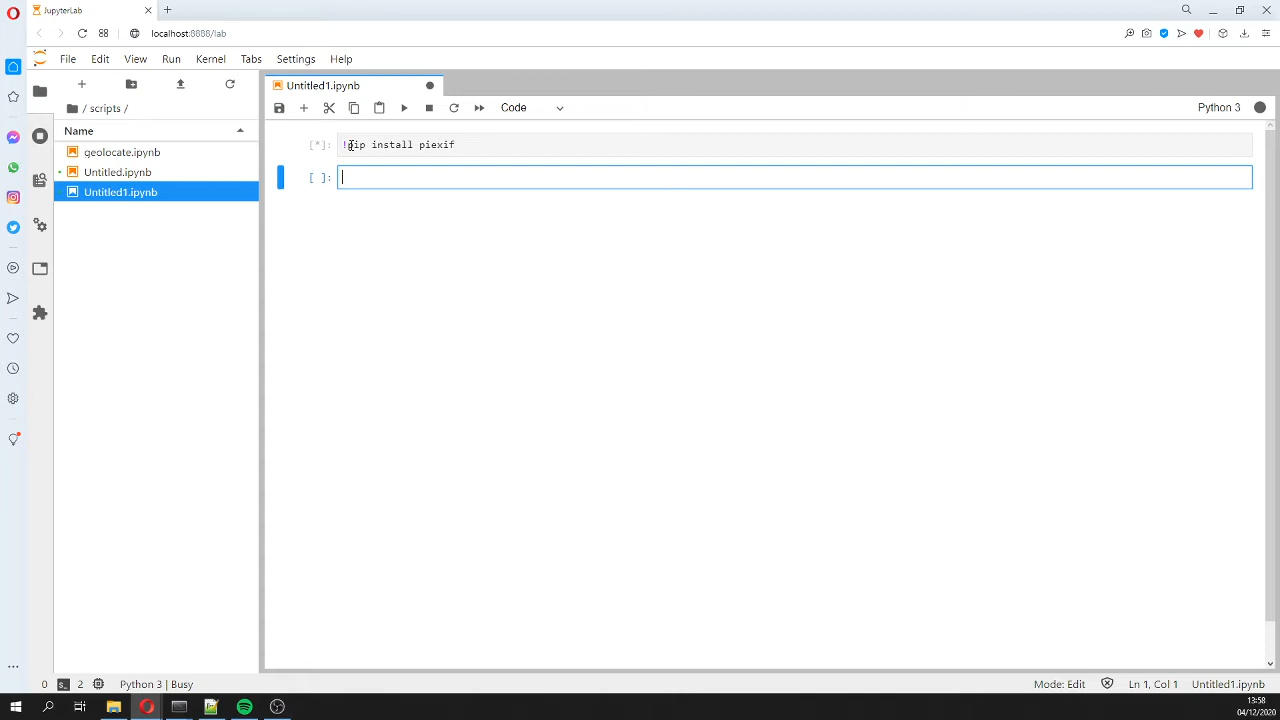 JupyterLab
localhost:8888/lab
File Edit View Run Kernel Tabs Settings Help
/ scripts /
Name
geolocate.ipynb
Untitled.ipynb
Untitled1.ipynb
Untitled1.ipynb
Code
Python 3
[*]: !pip install piexif
[ ]:
0 2 Python 3 | Busy
Mode: Edit Ln 1, Col 1 Untitled1.ipynb
13:58
04/12/2020